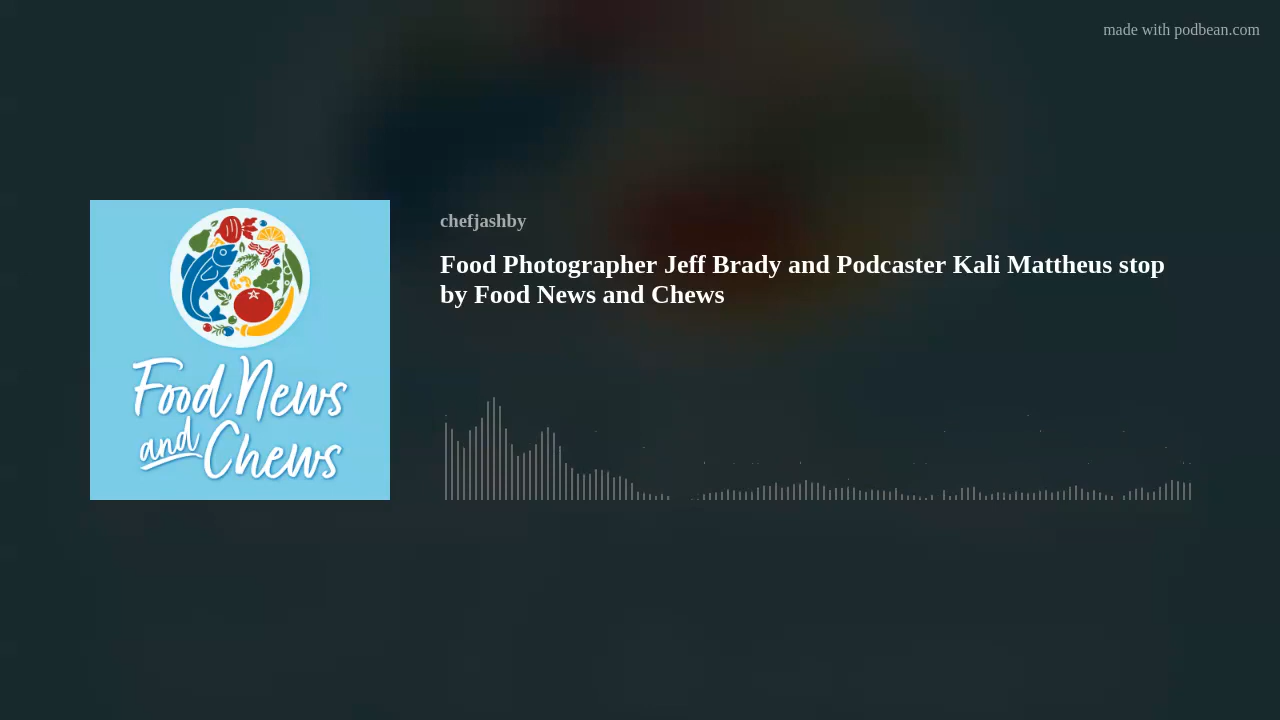 made with podbean.com
chefjashby
Food Photographer Jeff Brady and Podcaster Kali Mattheus stop
by Food News and Chews
Food News
and Chews